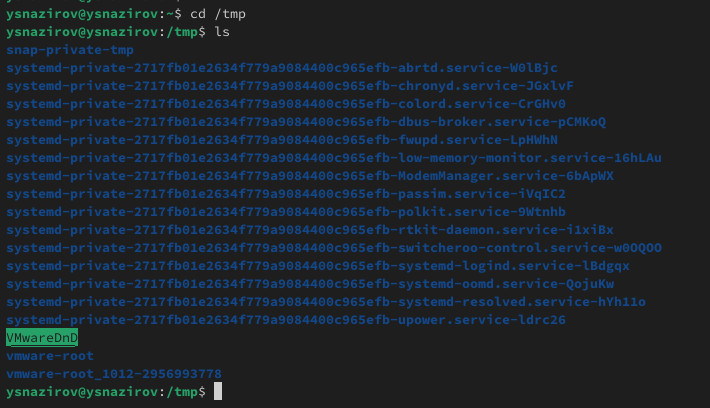 ysnazirov@ysnazirov:~$ cd /tmp
ysnazirov@ysnazirov:/tmp$ ls
snap-private-tmp
systemd-private-2717fb01e2634f779a9084400c965efb-abrtd.service-W0lBjc
systemd-private-2717fb01e2634f779a9084400c965efb-chronyd.service-JGxlvF
systemd-private-2717fb01e2634f779a9084400c965efb-colord.service-CrGHv0
systemd-private-2717fb01e2634f779a9084400c965efb-dbus-broker.service-pCMKoQ
systemd-private-2717fb01e2634f779a9084400c965efb-fwupd.service-LpHWhN
systemd-private-2717fb01e2634f779a9084400c965efb-low-memory-monitor.service-16hLAu
systemd-private-2717fb01e2634f779a9084400c965efb-ModemManager.service-6bApWX
systemd-private-2717fb01e2634f779a9084400c965efb-passim.service-iVqIC2
systemd-private-2717fb01e2634f779a9084400c965efb-polkit.service-9Wtnhb
systemd-private-2717fb01e2634f779a9084400c965efb-rtkit-daemon.service-i1xiBx
systemd-private-2717fb01e2634f779a9084400c965efb-switcheroo-control.service-w0OQOO
systemd-private-2717fb01e2634f779a9084400c965efb-systemd-logind.service-lBdgqx
systemd-private-2717fb01e2634f779a9084400c965efb-systemd-oomd.service-QojuKw
systemd-private-2717fb01e2634f779a9084400c965efb-systemd-resolved.service-hYh11o
systemd-private-2717fb01e2634f779a9084400c965efb-upower.service-ldrc26
VMwareDnD
vmware-root
vmware-root_1012-2956993778
ysnazirov@ysnazirov:/tmp$